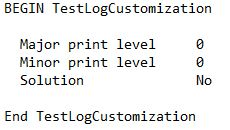 BEGIN TestLogCustomization
Major print level 0
Minor print level 0
Solution No
End TestLogCustomization